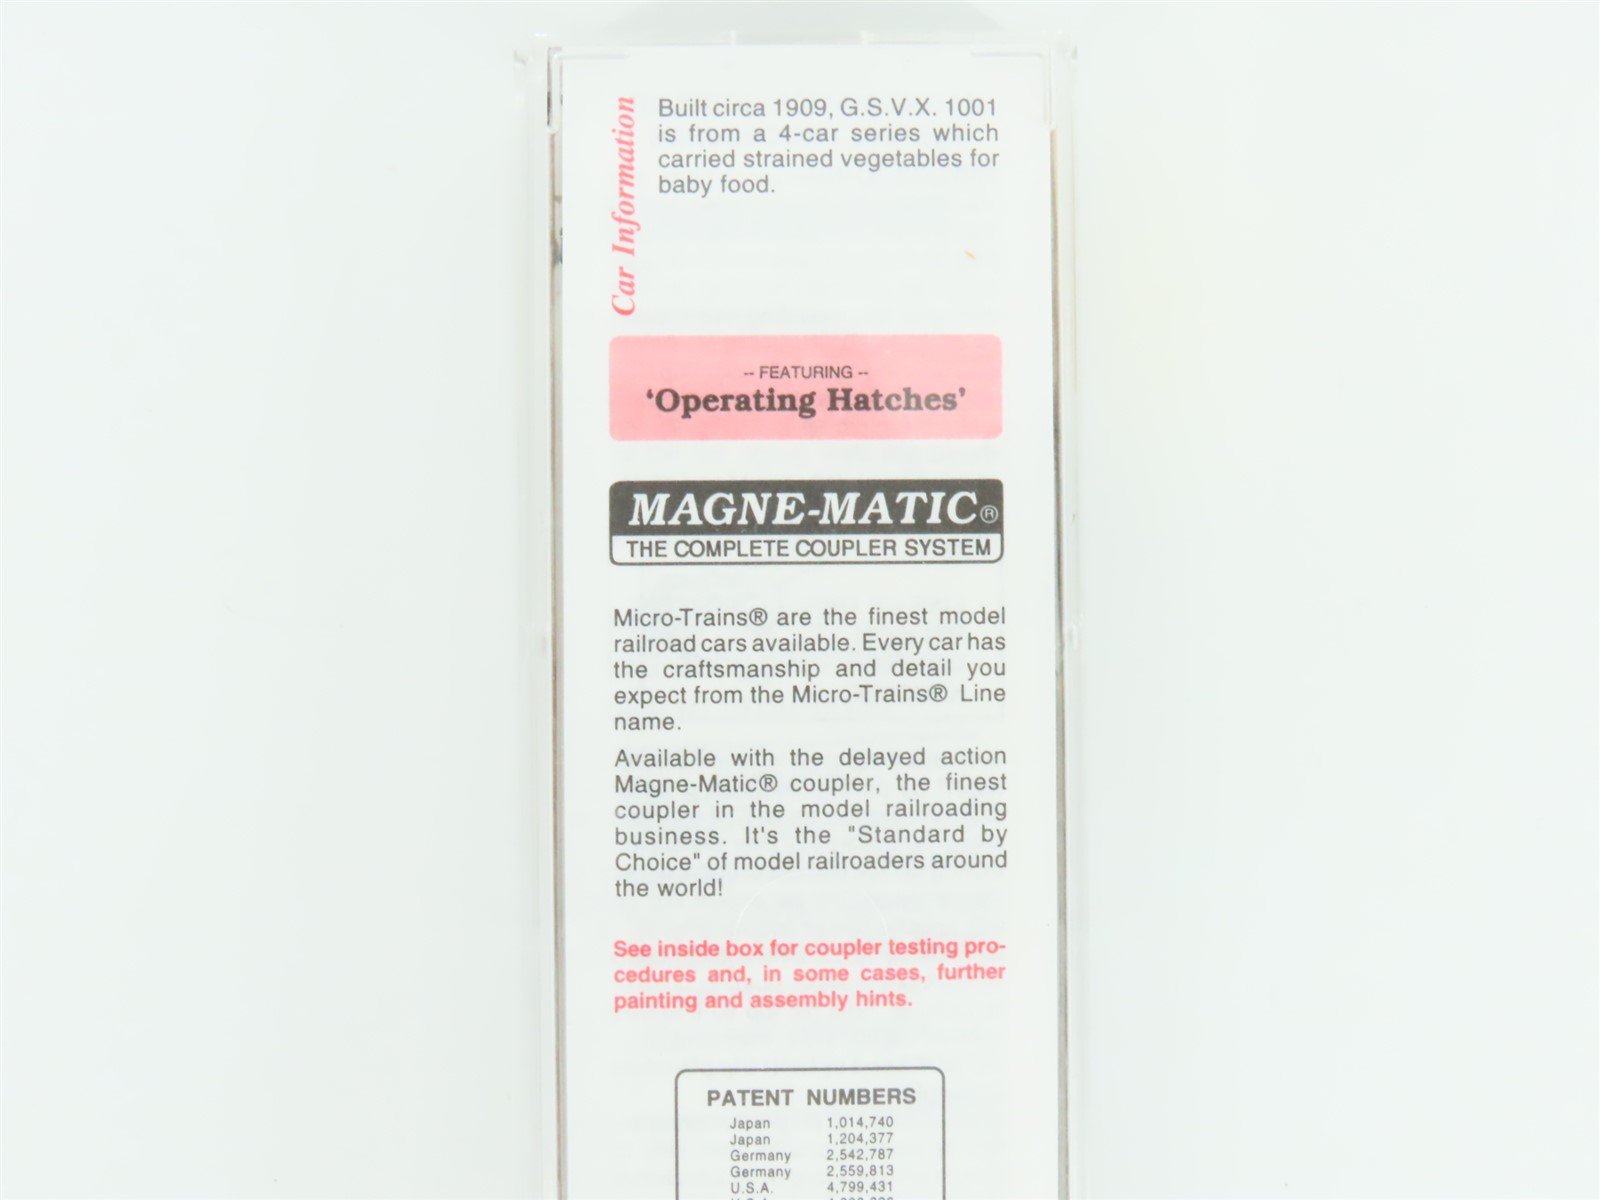 Car Information
Built circa 1909, G.S.V.X. 1001
is from a 4-car series which
carried strained vegetables for
baby food.
-- FEATURING --
‘Operating Hatches’
MAGNE-MATIC®
THE COMPLETE COUPLER SYSTEM
Micro-Trains® are the finest model
railroad cars available. Every car has
the craftsmanship and detail you
expect from the Micro-Trains® Line
name.
Available with the delayed action
Magne-Matic® coupler, the finest
coupler in the model railroading
business. It's the "Standard by
Choice" of model railroaders around
the world!
See inside box for coupler testing pro-
cedures and, in some cases, further
painting and assembly hints.
PATENT NUMBERS
Japan 1,014,740
Japan 1,204,377
Germany 2,542,787
Germany 2,559,813
U.S.A. 4,799,431